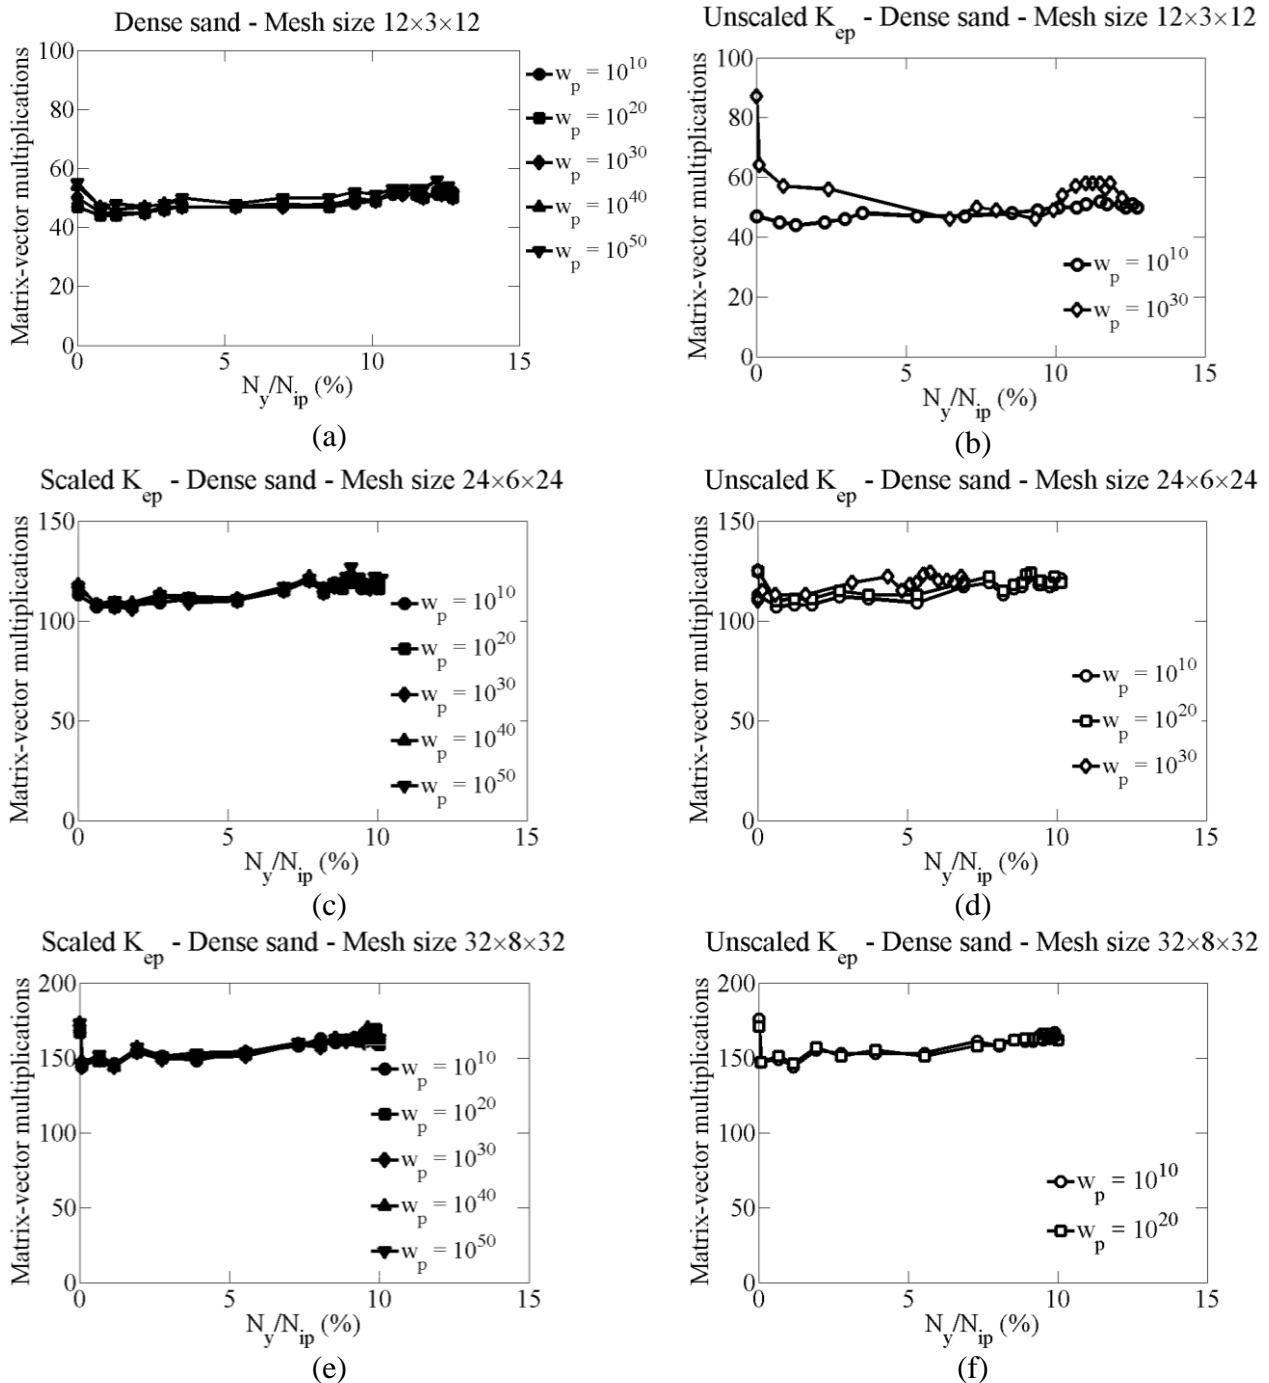 Dense sand - Mesh size 12×3×12
Matrix-vector multiplications
100
80
60
40
20
0
0 5 10 15
N_y/N_ip (%)
w_p = 10^10
w_p = 10^20
w_p = 10^30
w_p = 10^40
w_p = 10^50
(a)
Unscaled K_ep - Dense sand - Mesh size 12×3×12
Matrix-vector multiplications
100
80
60
40
20
0
0 5 10 15
N_y/N_ip (%)
w_p = 10^10
w_p = 10^30
(b)
Scaled K_ep - Dense sand - Mesh size 24×6×24
Matrix-vector multiplications
150
100
50
0
0 5 10 15
N_y/N_ip (%)
w_p = 10^10
w_p = 10^20
w_p = 10^30
w_p = 10^40
w_p = 10^50
(c)
Unscaled K_ep - Dense sand - Mesh size 24×6×24
Matrix-vector multiplications
150
100
50
0
0 5 10 15
N_y/N_ip (%)
w_p = 10^10
w_p = 10^20
w_p = 10^30
(d)
Scaled K_ep - Dense sand - Mesh size 32×8×32
Matrix-vector multiplications
200
150
100
50
0
0 5 10 15
N_y/N_ip (%)
w_p = 10^10
w_p = 10^20
w_p = 10^30
w_p = 10^40
w_p = 10^50
(e)
Unscaled K_ep - Dense sand - Mesh size 32×8×32
Matrix-vector multiplications
200
150
100
50
0
0 5 10 15
N_y/N_ip (%)
w_p = 10^10
w_p = 10^20
(f)